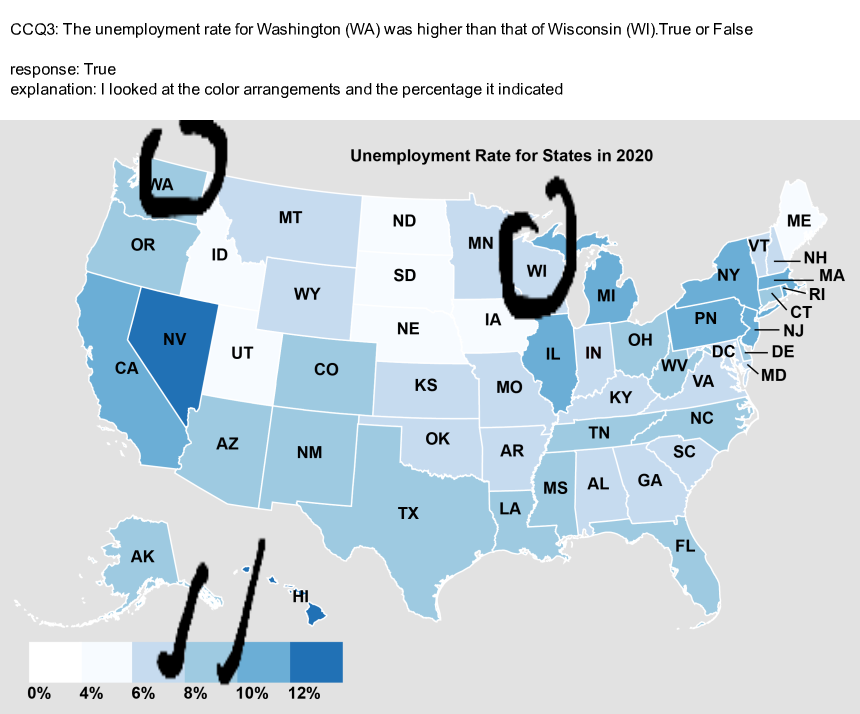 CCQ3: The unemployment rate for Washington (WA) was higher than that of Wisconsin (WI).True or False
response: True
explanation: I looked at the color arrangements and the percentage it indicated
Unemployment Rate for States in 2020
WA
MT
ND
ME
OR
MN
VT
NH
ID
WI
SD
NY
MA
WY
MI
RI
CT
IA
PN
NE
NJ
NV
UT
IL
IN
OH
DC
DE
CA
CO
WV
MD
KS
MO
VA
KY
NC
AZ
OK
TN
NM
AR
SC
MS
AL
GA
TX
LA
FL
AK
HI
0% 4% 6% 8% 10% 12%